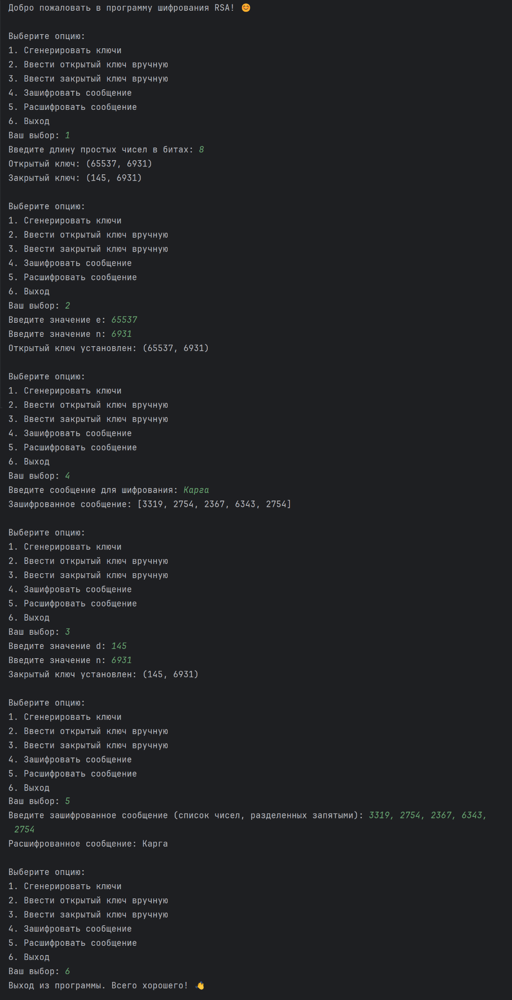 Добро пожаловать в программу шифрования RSA! 😊
Выберите опцию:
1. Сгенерировать ключи
2. Ввести открытый ключ вручную
3. Ввести закрытый ключ вручную
4. Зашифровать сообщение
5. Расшифровать сообщение
6. Выход
Ваш выбор: 1
Введите длину простых чисел в битах: 8
Открытый ключ: (65537, 6931)
Закрытый ключ: (145, 6931)
Выберите опцию:
1. Сгенерировать ключи
2. Ввести открытый ключ вручную
3. Ввести закрытый ключ вручную
4. Зашифровать сообщение
5. Расшифровать сообщение
6. Выход
Ваш выбор: 2
Введите значение e: 65537
Введите значение n: 6931
Открытый ключ установлен: (65537, 6931)
Выберите опцию:
1. Сгенерировать ключи
2. Ввести открытый ключ вручную
3. Ввести закрытый ключ вручную
4. Зашифровать сообщение
5. Расшифровать сообщение
6. Выход
Ваш выбор: 4
Введите сообщение для шифрования: Карга
Зашифрованное сообщение: [3319, 2754, 2367, 6343, 2754]
Выберите опцию:
1. Сгенерировать ключи
2. Ввести открытый ключ вручную
3. Ввести закрытый ключ вручную
4. Зашифровать сообщение
5. Расшифровать сообщение
6. Выход
Ваш выбор: 3
Введите значение d: 145
Введите значение n: 6931
Закрытый ключ установлен: (145, 6931)
Выберите опцию:
1. Сгенерировать ключи
2. Ввести открытый ключ вручную
3. Ввести закрытый ключ вручную
4. Зашифровать сообщение
5. Расшифровать сообщение
6. Выход
Ваш выбор: 5
Введите зашифрованное сообщение (список чисел, разделенных запятыми): 3319, 2754, 2367, 6343,
2754
Расшифрованное сообщение: Карга
Выберите опцию:
1. Сгенерировать ключи
2. Ввести открытый ключ вручную
3. Ввести закрытый ключ вручную
4. Зашифровать сообщение
5. Расшифровать сообщение
6. Выход
Ваш выбор: 6
Выход из программы. Всего хорошего! 👋